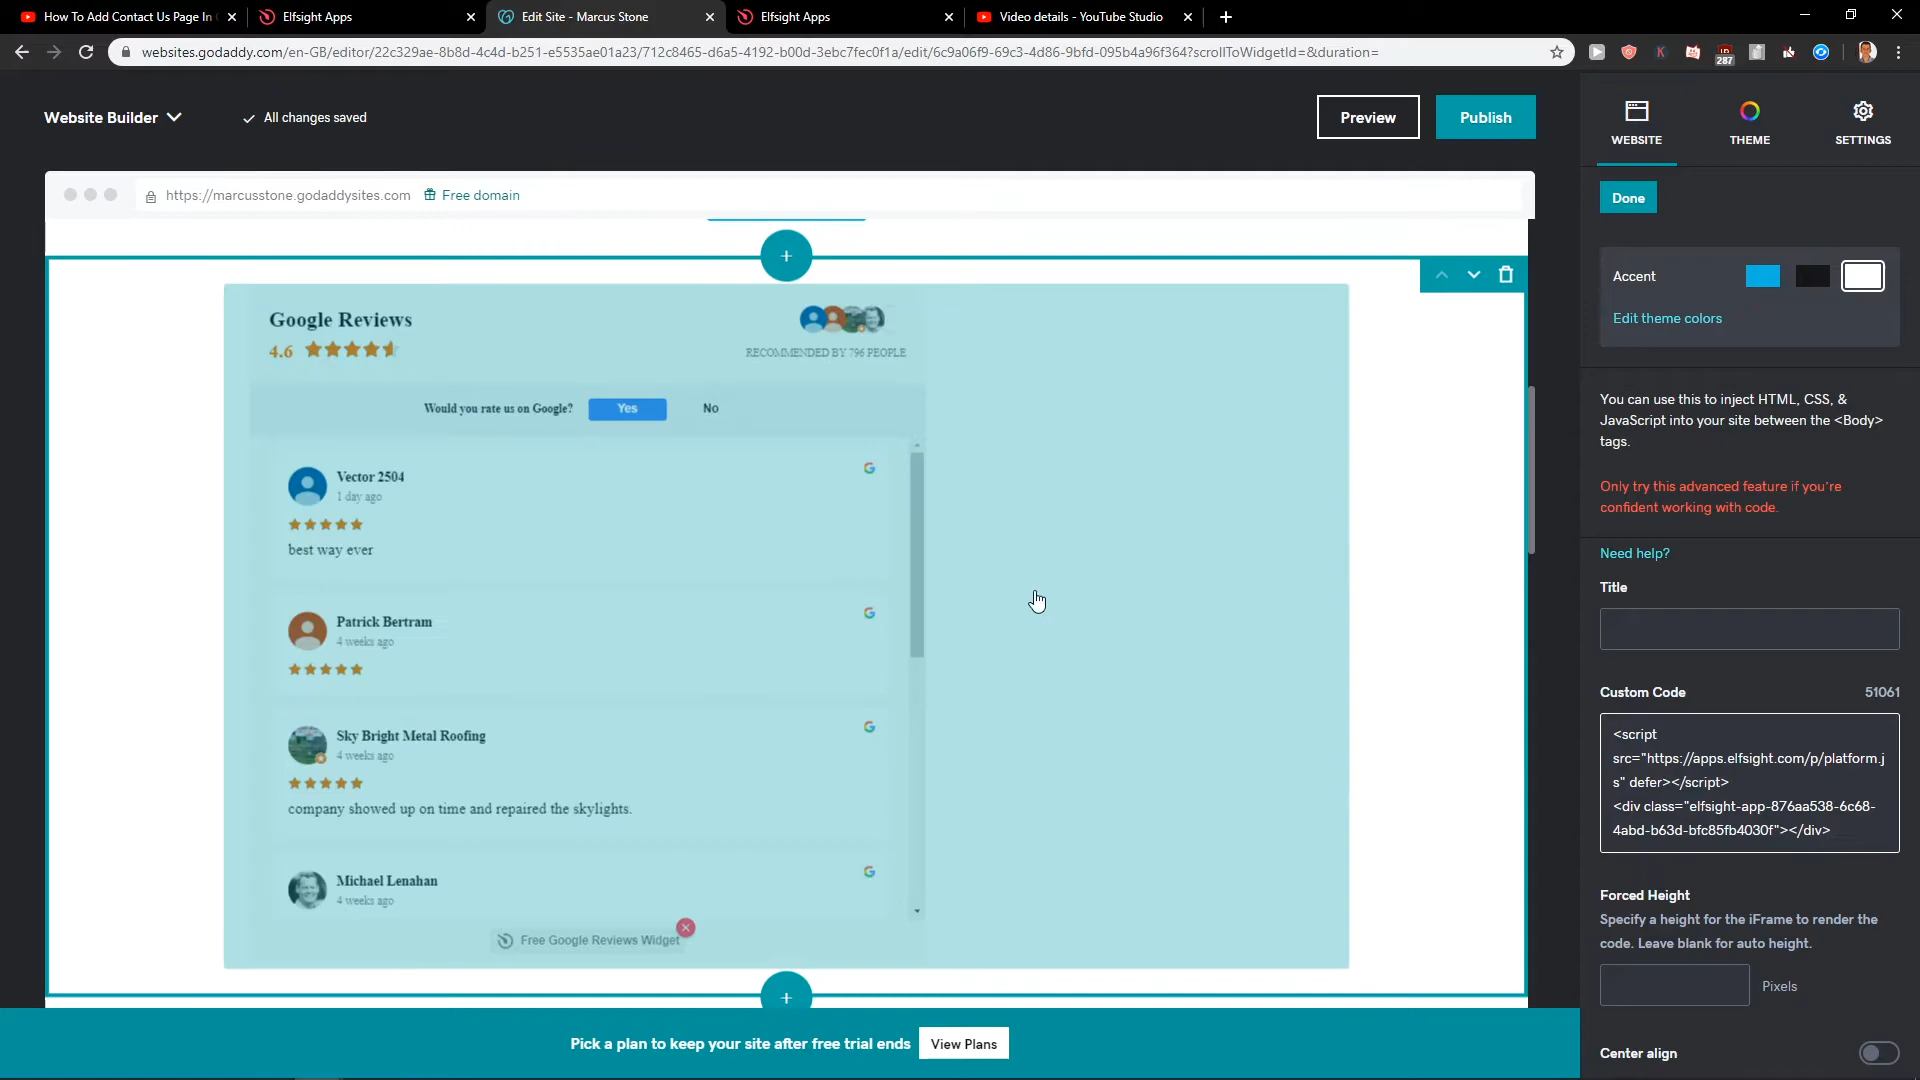 How To Add Contact Us Page In
Elfsight Apps
Edit Site - Marcus Stone
Elfsight Apps
Video details - YouTube Studio
websites.godaddy.com/en-GB/editor/22c329ae-8b8d-4c4d-b251-e5535ae01a23/712c8465-d6a5-4192-b00d-3ebc7fec0f1a/edit/6c9a06f9-69c3-4d86-9bfd-095b4a96f364?scrollToWidgetId=&duration=
287
Website Builder
All changes saved
Preview
Publish
WEBSITE
THEME
SETTINGS
https://marcusstone.godaddysites.com
Free domain
Done
Google Reviews
4.6
RECOMMENDED BY 796 PEOPLE
Would you rate us on Google?
Yes
No
Vector 2504
1 day ago
best way ever
Patrick Bertram
4 weeks ago
Sky Bright Metal Roofing
4 weeks ago
company showed up on time and repaired the skylights.
Michael Lenahan
4 weeks ago
Free Google Reviews Widget
Accent
Edit theme colors
You can use this to inject HTML, CSS, &
JavaScript into your site between the <Body>
tags.
Only try this advanced feature if you're
confident working with code.
Need help?
Title
Custom Code
51061
<script
src="https://apps.elfsight.com/p/platform.j
s" defer></script>
<div class="elfsight-app-876aa538-6c68-
4abd-b63d-bfc85fb4030f"></div>
Forced Height
Specify a height for the iFrame to render the
code. Leave blank for auto height.
Pixels
Center align
Pick a plan to keep your site after free trial ends
View Plans